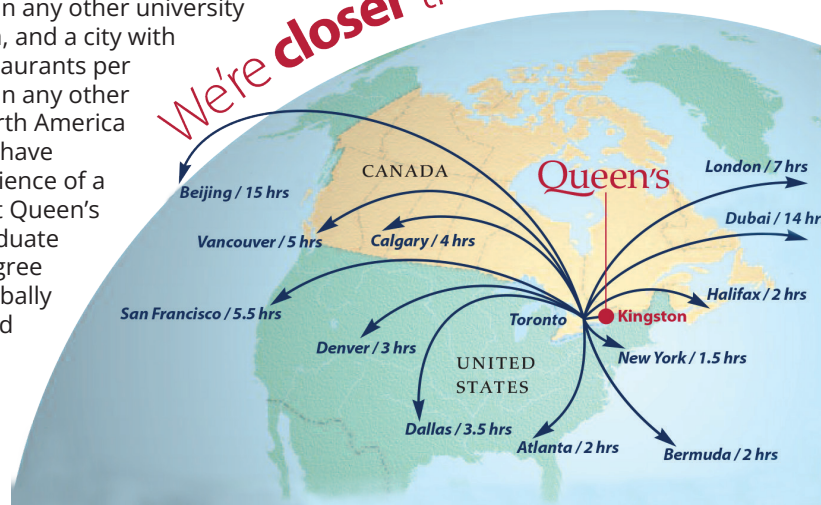 n any other university
, and a city with
aurants per
n any other
rth America
have
ience of a
t Queen's
duate
gree
bally
d
We're closer
CANADA
Queen's
London / 7 hrs
Beijing / 15 hrs
Dubai / 14 hr
Vancouver / 5 hrs
Calgary / 4 hrs
Halifax / 2 hrs
San Francisco / 5.5 hrs
Toronto
Kingston
Denver / 3 hrs
New York / 1.5 hrs
UNITED
STATES
Dallas / 3.5 hrs
Atlanta / 2 hrs
Bermuda / 2 hrs